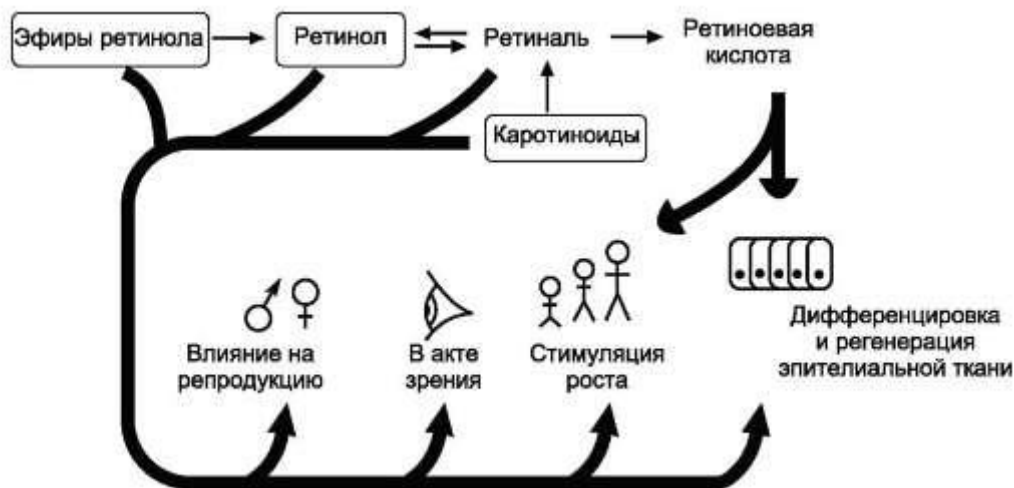 Эфиры ретинола
Ретинол
Ретиналь
Ретиноевая
кислота
Каротиноиды
Влияние на
репродукцию
В акте
зрения
Стимуляция
роста
Дифференцировка
и регенерация
эпителиальной ткани